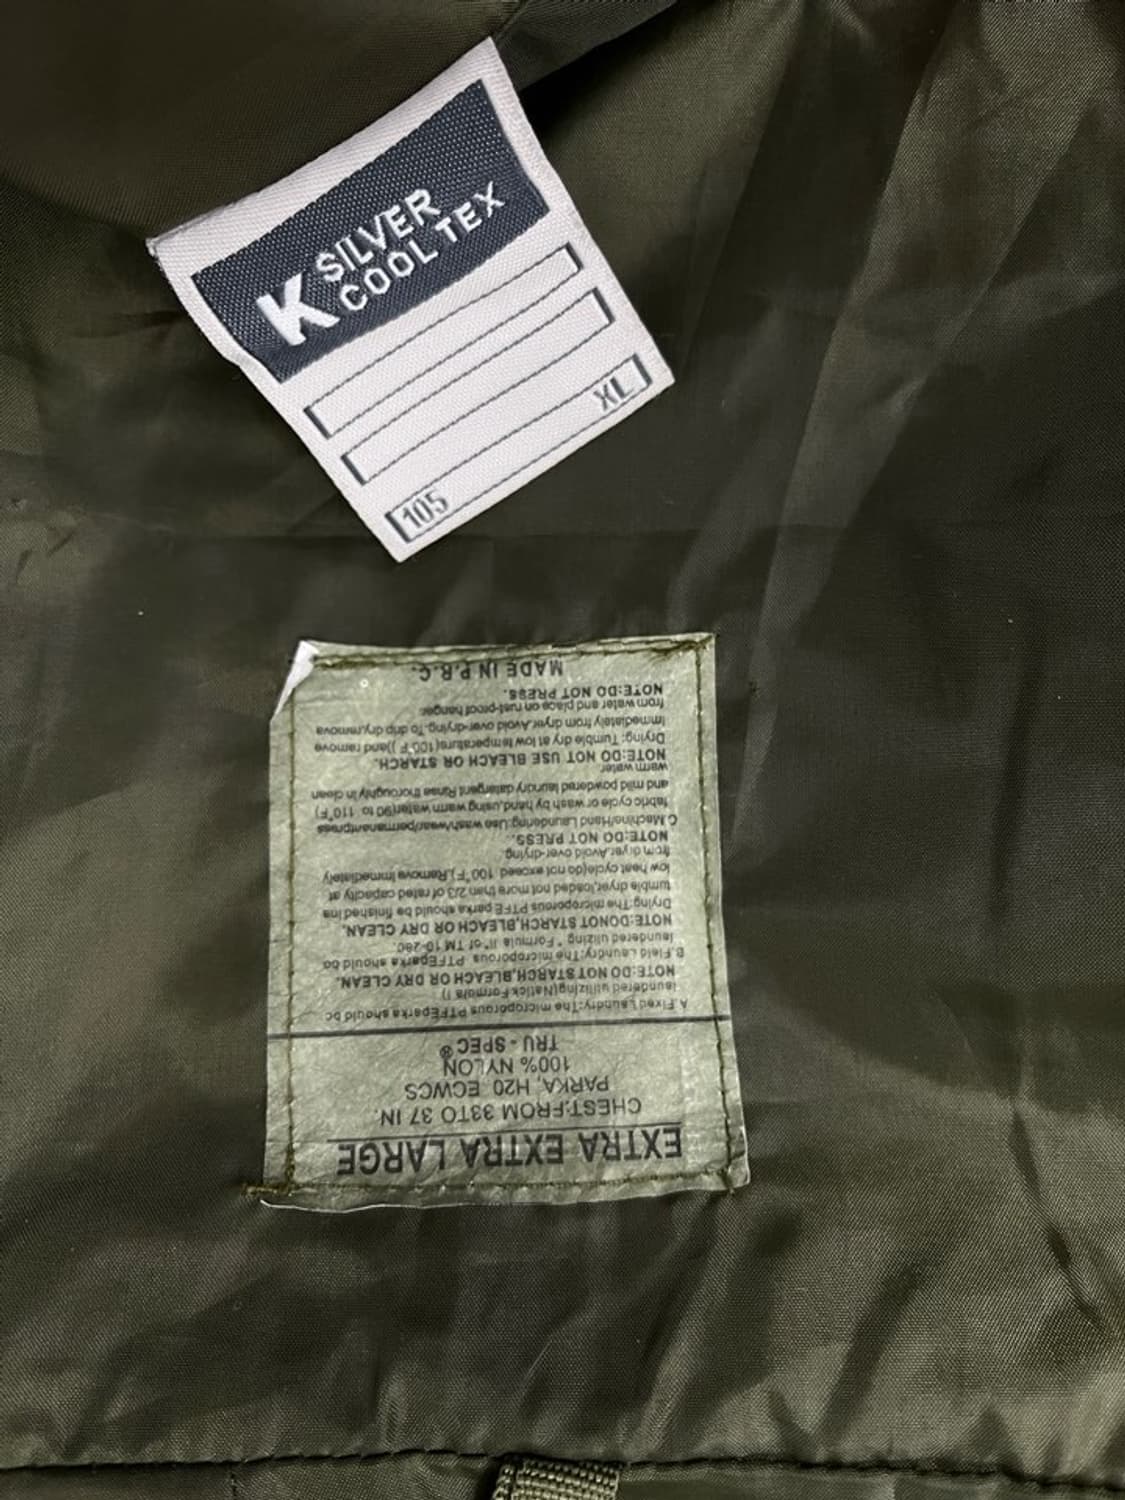 K SILVER
COOL TEX
XL
105
EXTRA EXTRA LARGE
CHEST:FROM 33TO 37 IN.
PARKA, H20 ECWCS
100% NYLON
TRU-SPEC®
A.Fixed Laundry:The microporous PTFEparks should be
laundered utilizing(Natick Formula I)
NOTE:DO NOT STARCH,BLEACH OR DRY CLEAN.
B.Field Laundry:The microporous PTFEparks should be
laundered ulizing "Formula II"of TM 10-280.
NOTE:DONOT STARCH,BLEACH OR DRY CLEAN.
Drying:The microporous PTFE parka should be finished ina
tumble dryer,loaded not more than 2/3 of rated capacity at
low heat cycle(do not exceed 100°F).Remove immediately
from dryer.Avoid over-drying.
NOTE:DO NOT PRESS..
C.Machine/Hand Laundering:Use wash/wear/permanantpress
fabric cycle or wash by hand,using warm water(90 to 110°F)
and mild powdered laundry datergent Rinse thoroughly in clean
warm water
NOTE:DO NOT USE BLEACH OR STARCH.
Drying: Tumble dry at low temperature(100°F))and remove
Immediately from dryer.Avoid over-drying.To drip dry,remova
from water and place on rust-proof hanger.
NOTE:DO NOT PRESS.
MADE IN P.R.C.